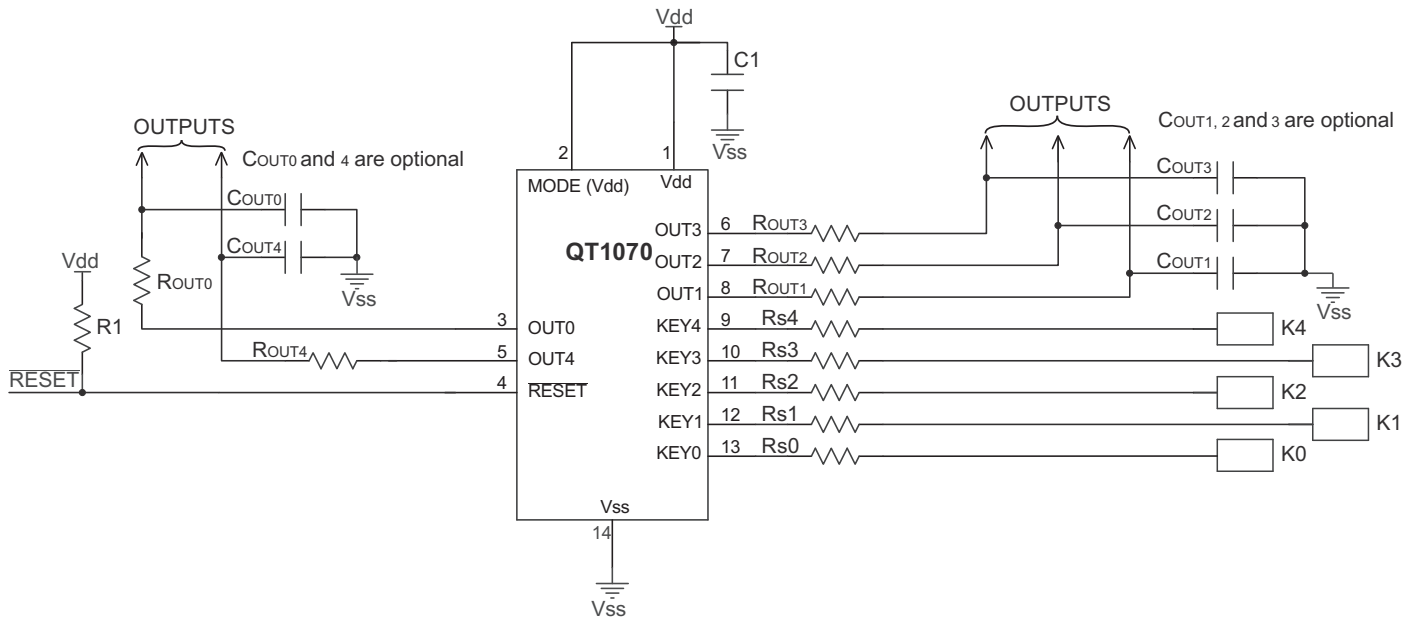 Vdd
C1
Vss
OUTPUTS
COUT0 and 4 are optional
COUT0
COUT4
Vss
ROUT0
Vdd
R1
ROUT4
RESET
2
1
MODE (Vdd)
Vdd
QT1070
3
OUT0
5
OUT4
4
RESET
OUT3
6
ROUT3
OUT2
7
ROUT2
OUT1
8
ROUT1
KEY4
9
Rs4
K4
KEY3
10
Rs3
K3
KEY2
11
Rs2
K2
KEY1
12
Rs1
K1
KEY0
13
Rs0
K0
Vss
14
Vss
OUTPUTS
COUT1, 2 and 3 are optional
COUT3
COUT2
COUT1
Vss